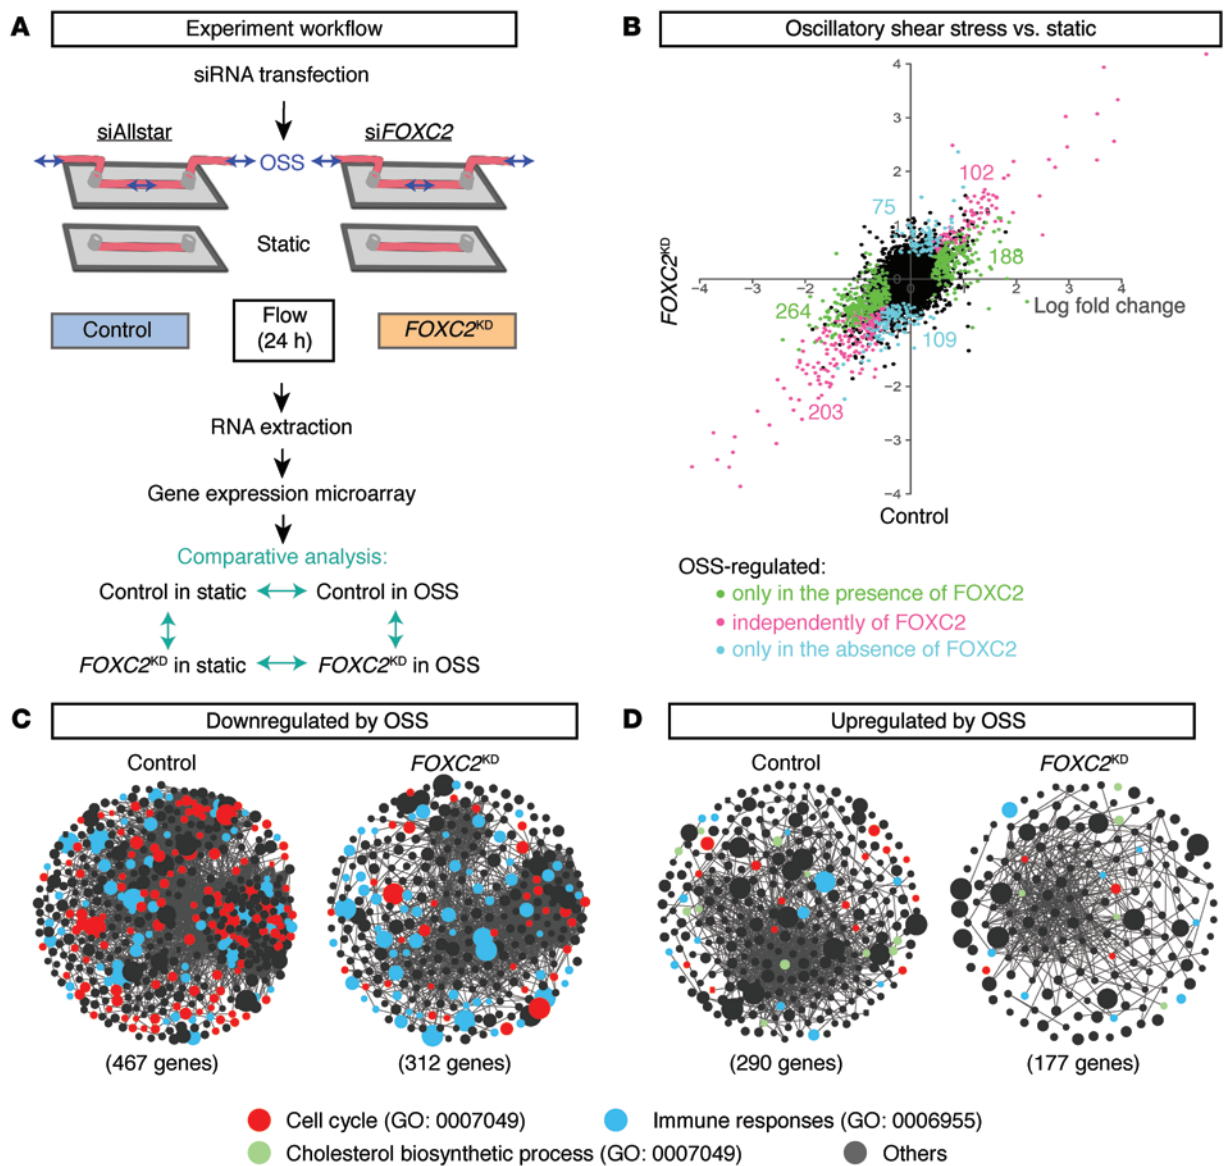 A
Experiment workflow
siRNA transfection
siAllstar
siFOXC2
OSS
Static
Control
Flow
(24 h)
FOXC2KD
RNA extraction
Gene expression microarray
Comparative analysis:
Control in static
Control in OSS
FOXC2KD in static
FOXC2KD in OSS
B
Oscillatory shear stress vs. static
4
3
2
1
0
−2
−3
−4
−4
−3
−2
−1
0
2
4
102
75
188
264
109
203
FOXC2KD
Log fold change
Control
OSS-regulated:
only in the presence of FOXC2
independently of FOXC2
only in the absence of FOXC2
C
Downregulated by OSS
Control
FOXC2KD
(467 genes)
(312 genes)
D
Upregulated by OSS
Control
FOXC2KD
(290 genes)
(177 genes)
Cell cycle (GO: 0007049)
Immune responses (GO: 0006955)
Cholesterol biosynthetic process (GO: 0007049)
Others